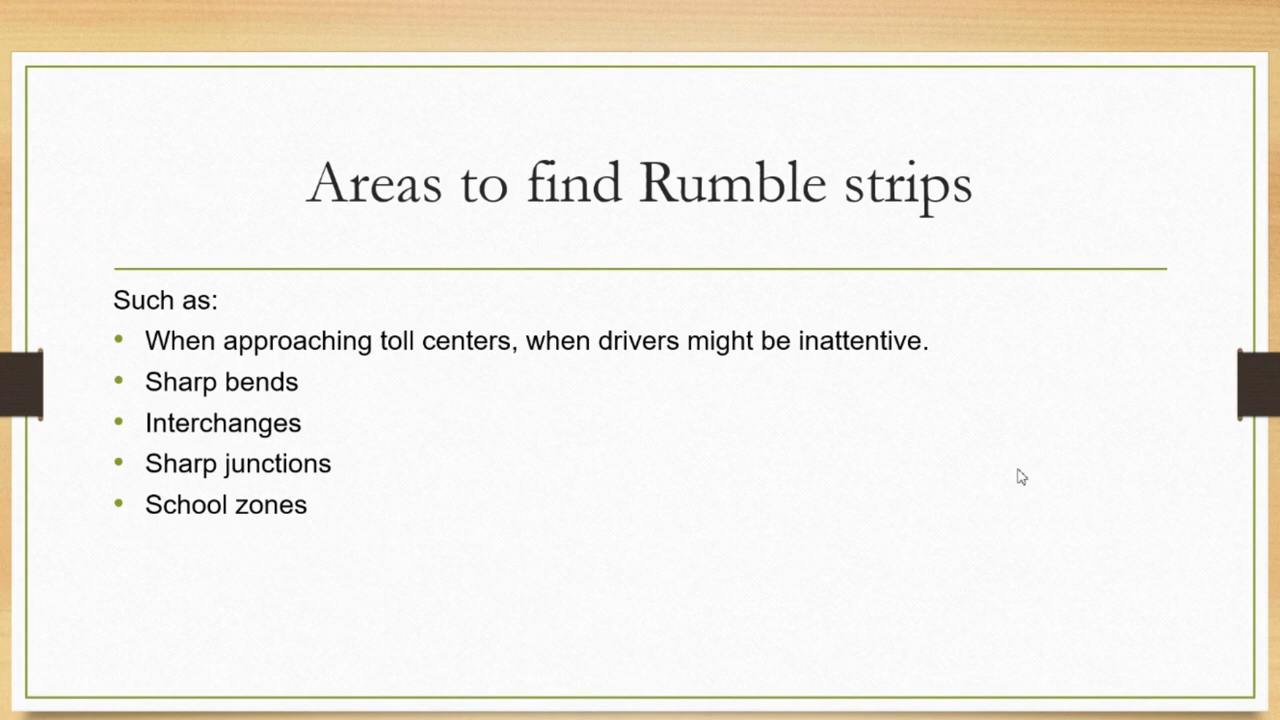 Areas to find Rumble strips
Such as:
• When approaching toll centers, when drivers might be inattentive.
• Sharp bends
• Interchanges
• Sharp junctions
• School zones